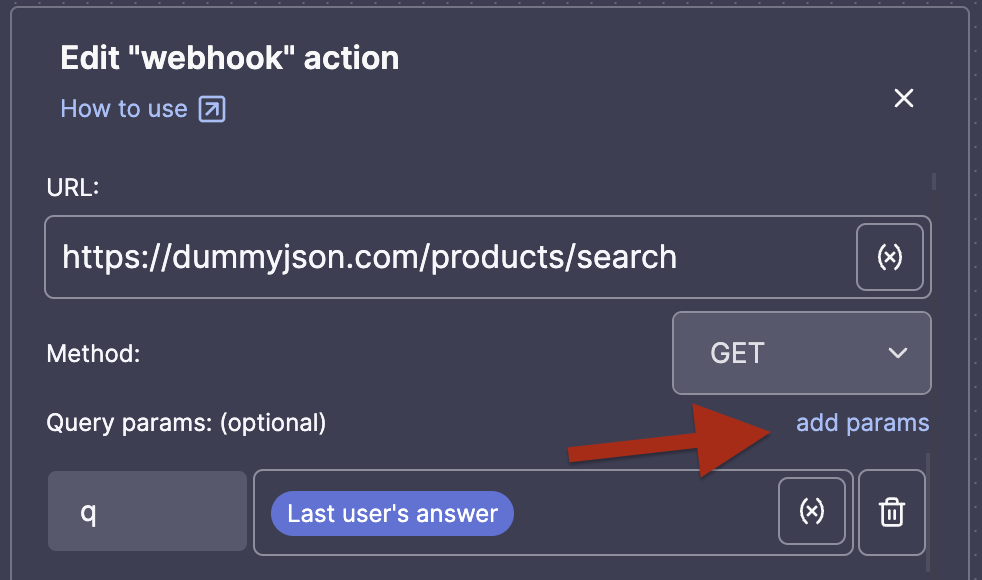 Edit "webhook" action
How to use
URL:
https://dummyjson.com/products/search
(x)
Method:
GET
Query params: (optional)
add params
q
Last user's answer
(x)